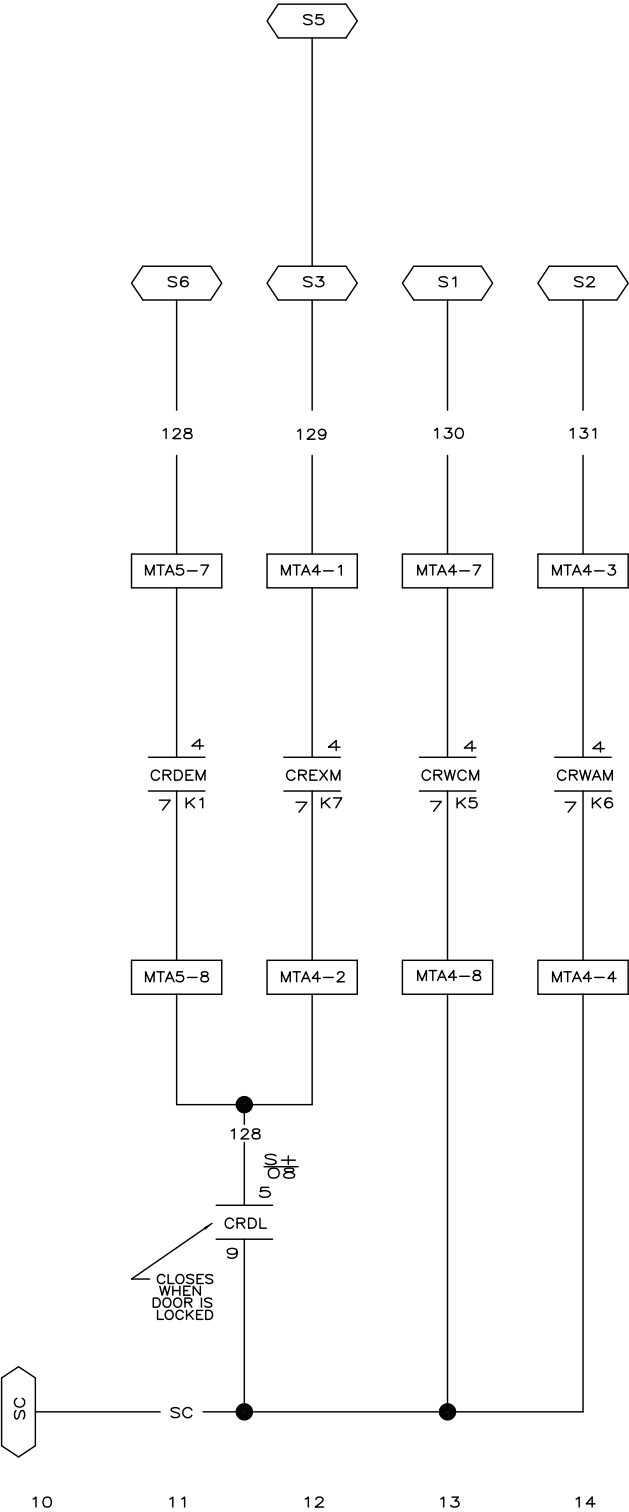 S5
S6 S3 S1 S2
128 129 130 131
MTA5-7 MTA4-1 MTA4-7 MTA4-3
4 4 4 4
CRDEM CREXM CRWCM CRWAM
7 K1 7 K7 7 K5 7 K6
MTA5-8 MTA4-2 MTA4-8 MTA4-4
128
S+
08
5
CRDL
9
CLOSES
WHEN
DOOR IS
LOCKED
SC SC
10 11 12 13 14